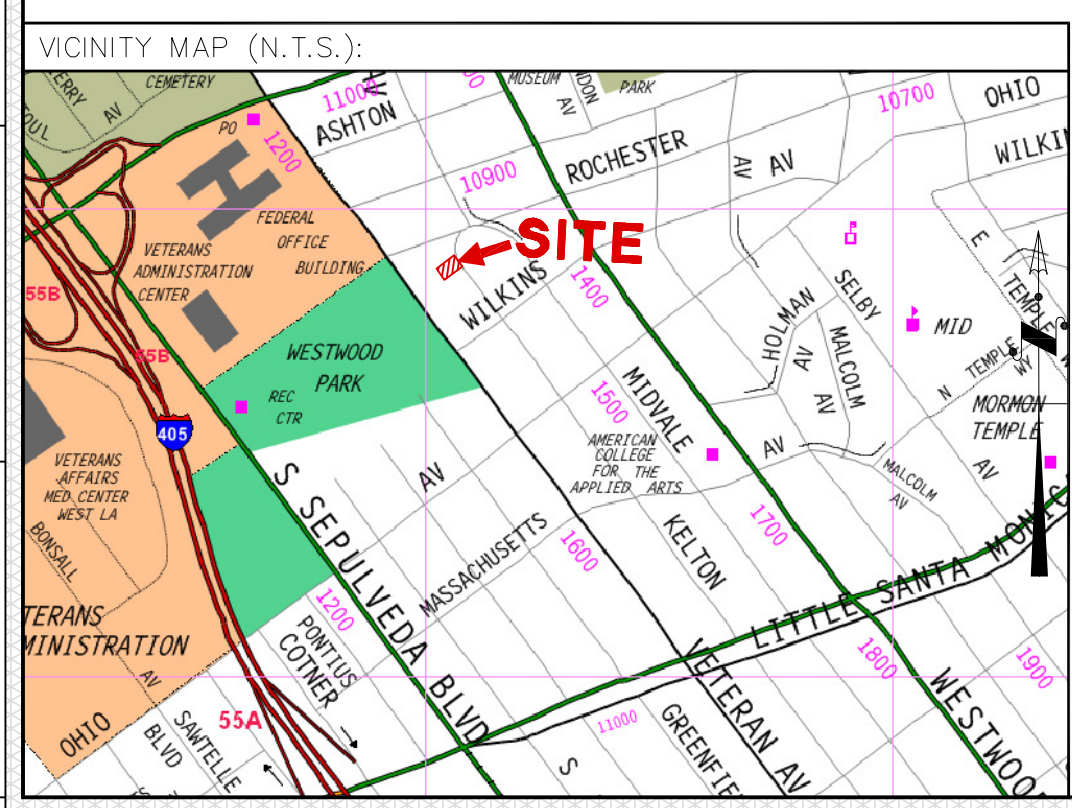 VICINITY MAP (N.T.S.):
CEMETERY
AV
11000
AV
ASHTON
MUSEUM
AV
PARK
10700
OHIO
PO
1200
10900
ROCHESTER
AV
AV
FEDERAL
OFFICE
BUILDING
VETERANS
ADMINISTRATION
CENTER
SITE
WILKINS
1400
SELBY
E
TEMPLE
55B
55B
HOLMAN
AV
MALCOLM
AV
MID
N
TEMPLE
WY
N
WESTWOOD
PARK
REC
CTR
405
1500
MIDVALE
AMERICAN
COLLEGE
FOR THE
APPLIED ARTS
AV
MALCOLM
AV
MORMON
TEMPLE
AV
VETERANS
AFFAIRS
MED CENTER
WEST LA
BONSALL
AV
S SEPULVEDA BLVD
MASSACHUSETTS
1600
KELTON
1700
LITTLE SANTA MONIC
TERANS
MINISTRATION
AV
1200
PONTIUS
COTNER
55A
OHIO
SAWTELLE
BLVD
VETERAN AV
1800
1900
WESTWOO
11000
GREENFIE
S